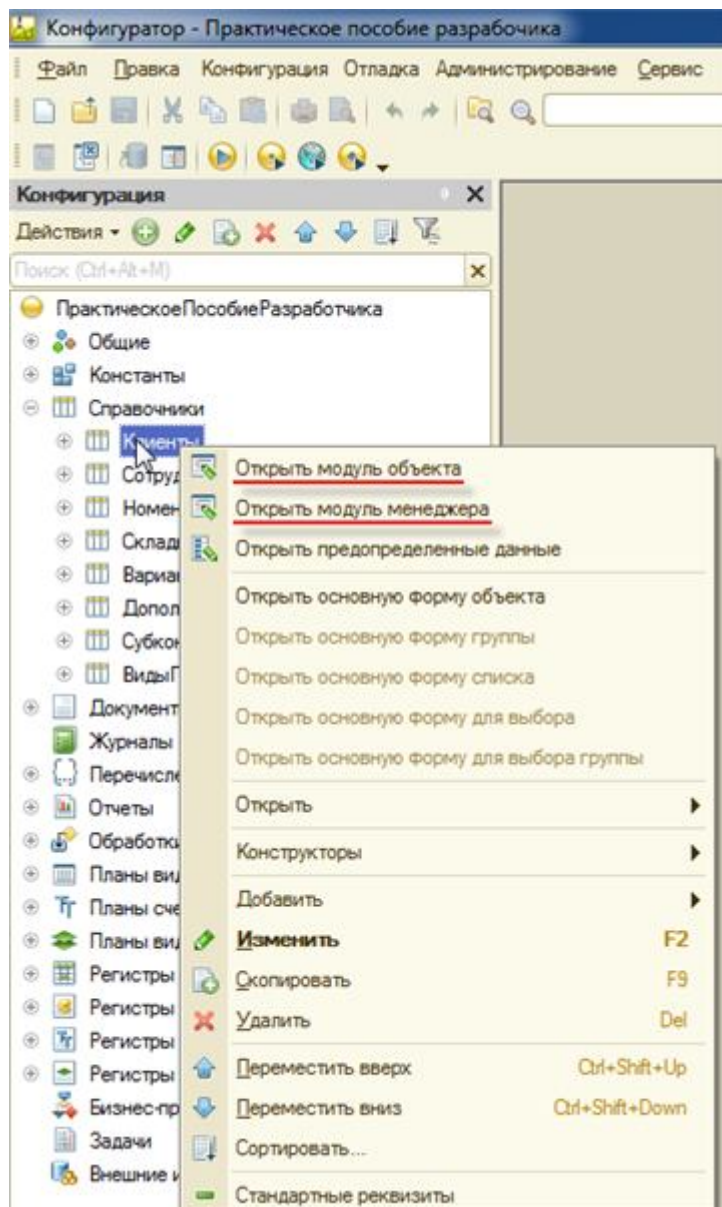 Конфигуратор - Практическое пособие разрабочика
Файл Правка Конфигурация Отладка Администрирование Сервис
Конфигурация
Действия
Поиск (Ctrl+Alt+M)
ПрактическоеПособиеРазработчика
Общие
Константы
Справочники
Клиенты
Открыть модуль объекта
Открыть модуль менеджера
Открыть предопределенные данные
Открыть основную форму объекта
Открыть основную форму группы
Открыть основную форму списка
Открыть основную форму для выбора
Открыть основную форму для выбора группы
Журналы
Отчеты
Открыть
Конструкторы
Планы
Добавить
Планы
Планы
Изменить F2
Регистры
Скопировать F9
Регистры
Удалить Del
Регистры
Регистры
Переместить вверх Ctrl+Shift+Up
Переместить вниз Ctrl+Shift+Down
Задачи
Сортировать...
Внешние
Стандартные реквизиты